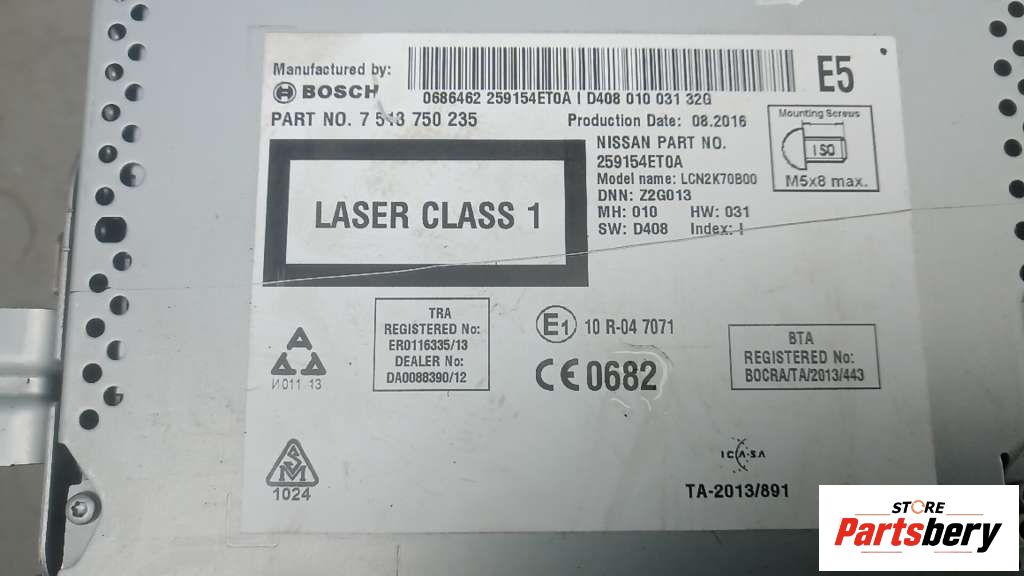 Manufactured by:
BOSCH
0686462 259154ET0A I D408 010 031 32G
E5
PART NO. 7 513 750 235
Production Date: 08.2016
NISSAN PART NO.
259154ET0A
Model name: LCN2K70B00
DNN: Z2G013
MH: 010 HW: 031
SW: D408 Index: I
Mounting Screws
ISO
M5x8 max.
LASER CLASS 1
TRA
REGISTERED No:
ER0116335/13
DEALER No:
DA0088390/12
E1 10 R-04 7071
CE 0682
BTA
REGISTERED No:
BOCRA/TA/2013/443
И011 13
1024
ICASA
TA-2013/891
STORE
Partsbery